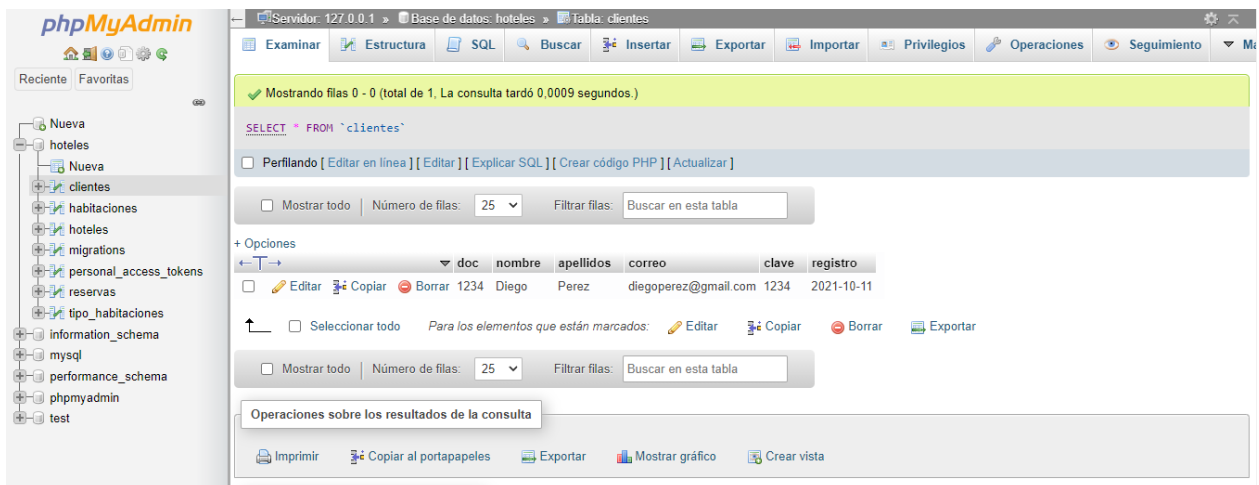 phpMyAdmin
Reciente Favoritas
Nueva
hoteles
Nueva
clientes
habitaciones
hoteles
migrations
personal_access_tokens
reservas
tipo_habitaciones
information_schema
mysql
performance_schema
phpmyadmin
test
Servidor: 127.0.0.1 » Base de datos: hoteles » Tabla: clientes
Examinar Estructura SQL Buscar Insertar Exportar Importar Privilegios Operaciones Seguimiento
Mostrando filas 0 - 0 (total de 1, La consulta tardó 0,0009 segundos.)
SELECT * FROM `clientes`
Perfilando [ Editar en línea ] [ Editar ] [ Explicar SQL ] [ Crear código PHP ] [ Actualizar ]
Mostrar todo | Número de filas: 25 Filtrar filas: Buscar en esta tabla
+ Opciones
doc nombre apellidos correo clave registro
Editar Copiar Borrar 1234 Diego Perez diegoperez@gmail.com 1234 2021-10-11
Seleccionar todo Para los elementos que están marcados: Editar Copiar Borrar Exportar
Mostrar todo | Número de filas: 25 Filtrar filas: Buscar en esta tabla
Operaciones sobre los resultados de la consulta
Imprimir Copiar al portapapeles Exportar Mostrar gráfico Crear vista